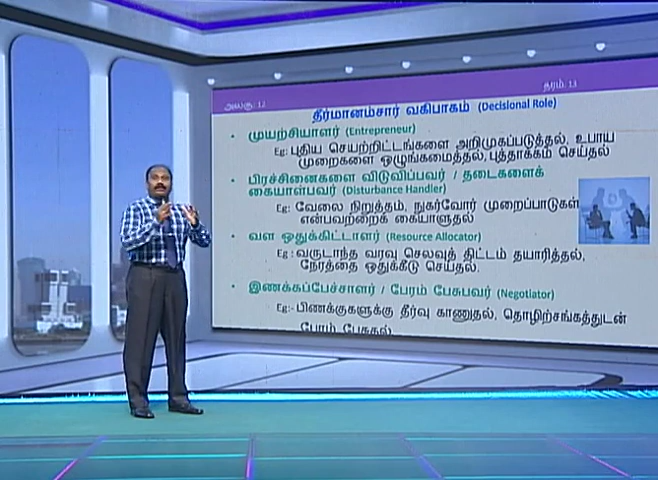 அலகு: 12
தரம்: 13
தீர்மானம்சார் வகிபாகம் (Decisional Role)
• முயற்சியாளர் (Entrepreneur)
Eg: புதிய செயற்றிட்டங்களை அறிமுகப்படுத்தல், உபாய
முறைகளை ஒழுங்கமைத்தல், புத்தாக்கம் செய்தல்
• பிரச்சினைகளை விடுவிப்பவர் / தடைகளைக்
கையாள்பவர் (Disturbance Handler)
Eg: வேலை நிறுத்தம், நுகர்வோர் முறைப்பாடுகள்
என்பவற்றைக் கையாளுதல்
• வள ஒதுக்கீட்டாளர் (Resource Allocator)
Eg : வருடாந்த வரவு செலவுத் திட்டம் தயாரித்தல்,
நேரத்தை ஒதுக்கீடு செய்தல்.
• இணக்கப்பேச்சாளர் / பேரம் பேசுபவர் (Negotiator)
Eg:- பிணக்குகளுக்கு தீர்வு காணுதல், தொழிற்சங்கத்துடன்
பேரம் பேசுதல்